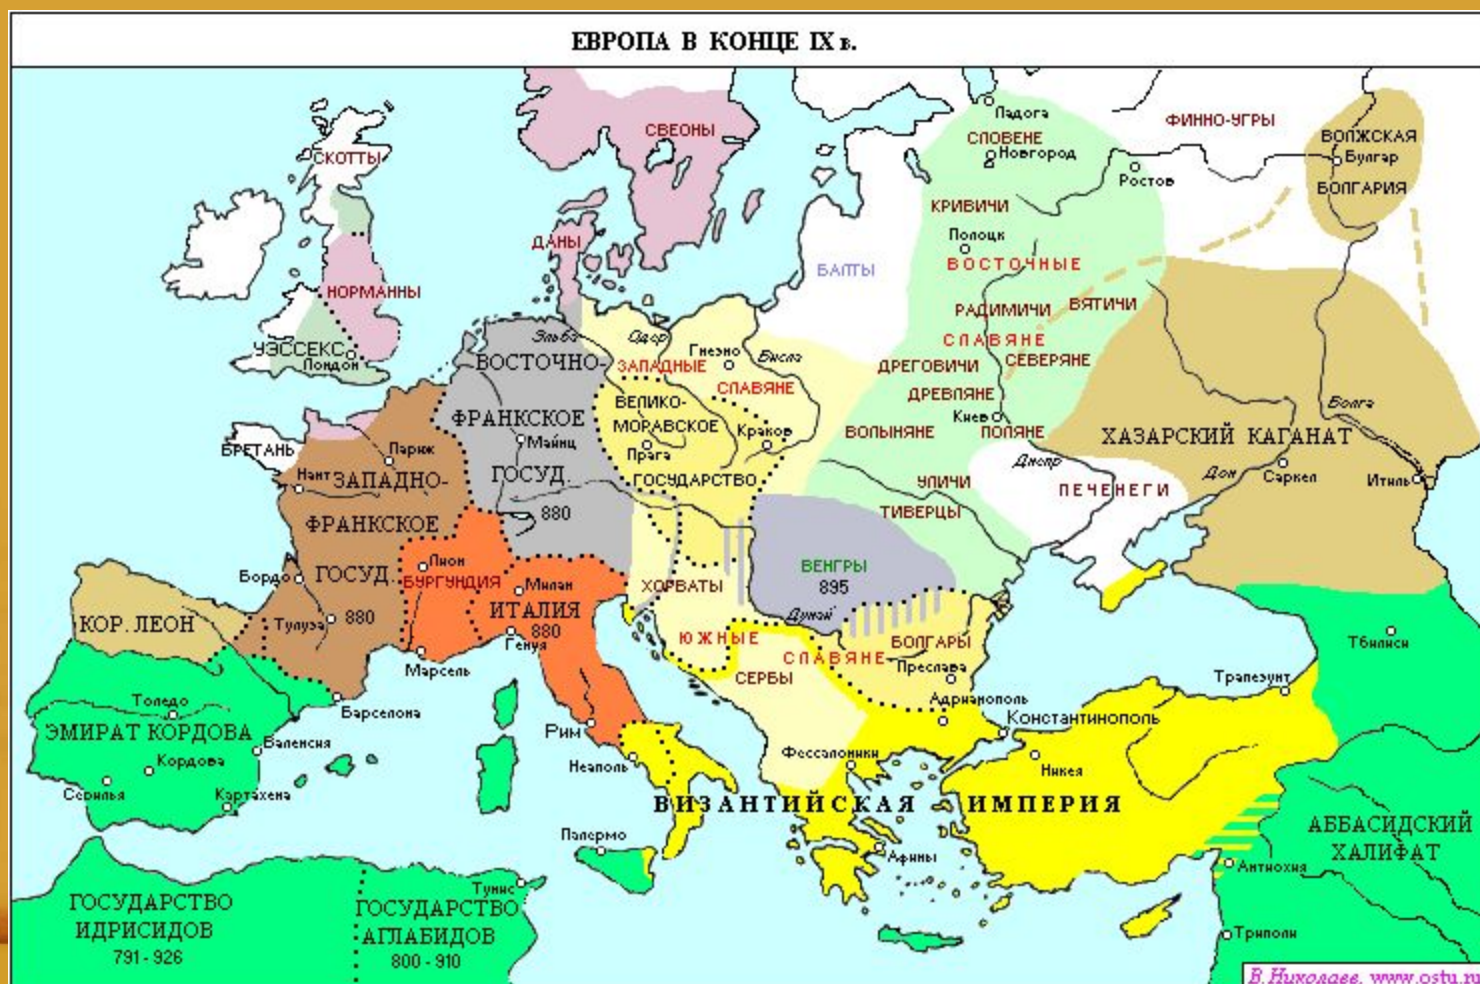 ЕВРОПА В КОНЦЕ IX в.
СКОТТЫ
НОРМАННЫ
УЭССЕКС
Лондон
СВЕОНЫ
ДАНЫ
БАЛТЫ
Ладога
СЛОВЕНЕ
Новгород
ФИННО-УГРЫ
Ростов
ВОЛЖСКАЯ
Булгар
БОЛГАРИЯ
КРИВИЧИ
Полоцк
ВОСТОЧНЫЕ
РАДИМИЧИ
ВЯТИЧИ
СЛАВЯНЕ
СЕВЕРЯНЕ
ДРЕГОВИЧИ
ДРЕВЛЯНЕ
Киев
ВОЛЫНЯНЕ
ПОЛЯНЕ
Днепр
УЛИЧИ
ТИВЕРЦЫ
ПЕЧЕНЕГИ
ХАЗАРСКИЙ КАГАНАТ
Волга
Дон
Саркел
Итиль
Эльба
Одер
Гнезно
Висла
ЗАПАДНЫЕ
СЛАВЯНЕ
ВЕЛИКО-
МОРАВСКОЕ
Краков
Прага
ГОСУДАРСТВО
ВОСТОЧНО-
ФРАНКСКОЕ
Майнц
ГОСУД.
880
БРЕТАНЬ
Париж
Нант
ЗАПАДНО-
ФРАНКСКОЕ
ГОСУД.
880
Бордо
Тулуза
Лион
БУРГУНДИЯ
Марсель
Милан
ИТАЛИЯ
880
Генуя
Рим
Неаполь
ХОРВАТЫ
ВЕНГРЫ
895
Дунай
ЮЖНЫЕ
СЛАВЯНЕ
СЕРБЫ
БОЛГАРЫ
Преслава
Адрианополь
Константинополь
Фессалоники
Никея
Трапезунт
Тбилиси
ВИЗАНТИЙСКАЯ ИМПЕРИЯ
Афины
КОР. ЛЕОН
Толедо
ЭМИРАТ КОРДОВА
Барселона
Валенсия
Кордова
Севилья
Картахена
Палермо
Тунис
ГОСУДАРСТВО
ИДРИСИДОВ
791 - 926
ГОСУДАРСТВО
АГЛАБИДОВ
800 - 910
АББАСИДСКИЙ
ХАЛИФАТ
Антиохия
Триполи
В.Николаев, www.ostu.ru